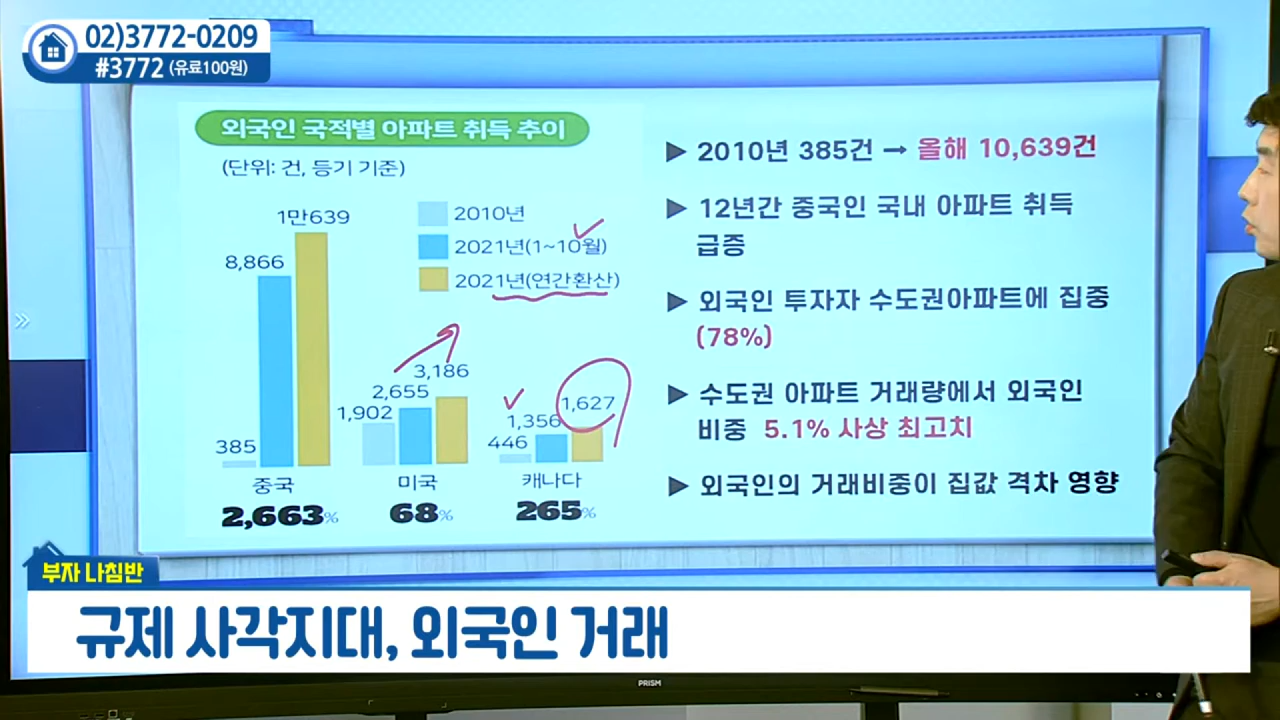 02)3772-0209
#3772 (유료100원)
외국인 국적별 아파트 취득 추이
(단위: 건, 등기 기준)
2010년
2021년(1~10월)
2021년(연간환산)
385
8,866
1만639
중국
2,663%
1,902
2,655
3,186
미국
68%
446
1,356
1,627
캐나다
265%
▶ 2010년 385건 → 올해 10,639건
▶ 12년간 중국인 국내 아파트 취득
급증
▶ 외국인 투자자 수도권아파트에 집중
(78%)
▶ 수도권 아파트 거래량에서 외국인
비중 5.1% 사상 최고치
▶ 외국인의 거래비중이 집값 격차 영향
부자 나침반
규제 사각지대, 외국인 거래
PRISM